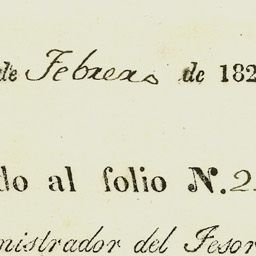 de Febrero de 182
do al folio N. 2
nistrador del Tesor